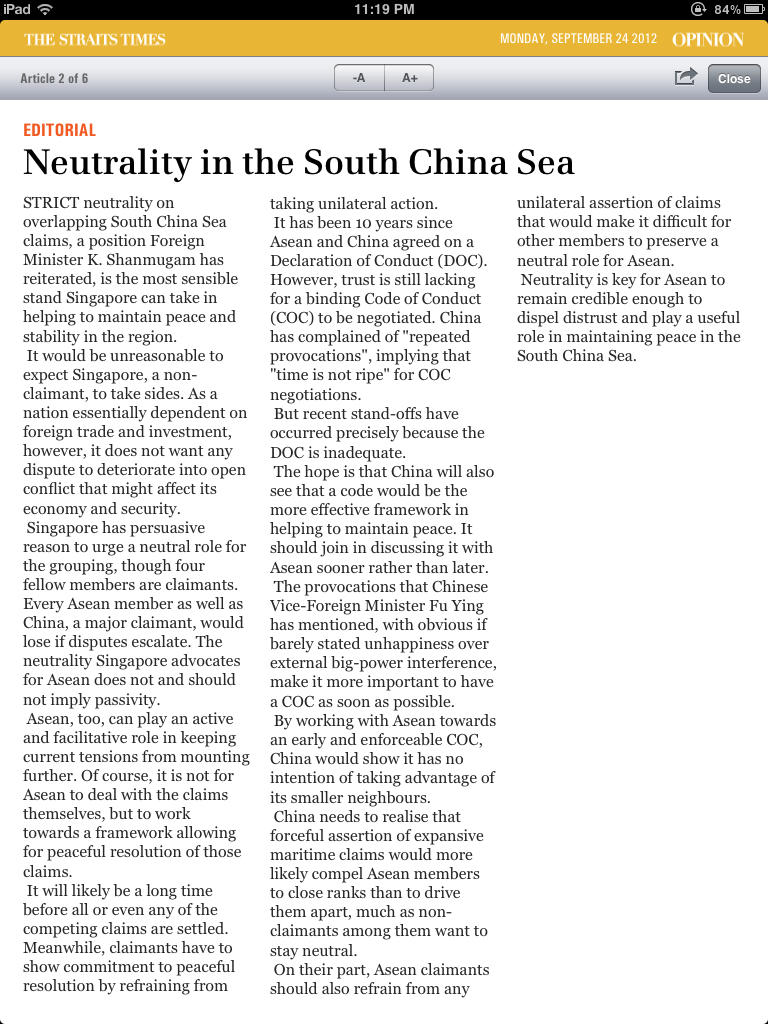 iPad
11:19 PM
84%
THE STRAITS TIMES
MONDAY, SEPTEMBER 24 2012 OPINION
Article 2 of 6
-A
A+
Close
EDITORIAL
Neutrality in the South China Sea
STRICT neutrality on
overlapping South China Sea
claims, a position Foreign
Minister K. Shanmugam has
reiterated, is the most sensible
stand Singapore can take in
helping to maintain peace and
stability in the region.
It would be unreasonable to
expect Singapore, a non-
claimant, to take sides. As a
nation essentially dependent on
foreign trade and investment,
however, it does not want any
dispute to deteriorate into open
conflict that might affect its
economy and security.
Singapore has persuasive
reason to urge a neutral role for
the grouping, though four
fellow members are claimants.
Every Asean member as well as
China, a major claimant, would
lose if disputes escalate. The
neutrality Singapore advocates
for Asean does not and should
not imply passivity.
Asean, too, can play an active
and facilitative role in keeping
current tensions from mounting
further. Of course, it is not for
Asean to deal with the claims
themselves, but to work
towards a framework allowing
for peaceful resolution of those
claims.
It will likely be a long time
before all or even any of the
competing claims are settled.
Meanwhile, claimants have to
show commitment to peaceful
resolution by refraining from
taking unilateral action.
It has been 10 years since
Asean and China agreed on a
Declaration of Conduct (DOC).
However, trust is still lacking
for a binding Code of Conduct
(COC) to be negotiated. China
has complained of "repeated
provocations", implying that
"time is not ripe" for COC
negotiations.
But recent stand-offs have
occurred precisely because the
DOC is inadequate.
The hope is that China will also
see that a code would be the
more effective framework in
helping to maintain peace. It
should join in discussing it with
Asean sooner rather than later.
The provocations that Chinese
Vice-Foreign Minister Fu Ying
has mentioned, with obvious if
barely stated unhappiness over
external big-power interference,
make it more important to have
a COC as soon as possible.
By working with Asean towards
an early and enforceable COC,
China would show it has no
intention of taking advantage of
its smaller neighbours.
China needs to realise that
forceful assertion of expansive
maritime claims would more
likely compel Asean members
to close ranks than to drive
them apart, much as non-
claimants among them want to
stay neutral.
On their part, Asean claimants
should also refrain from any
unilateral assertion of claims
that would make it difficult for
other members to preserve a
neutral role for Asean.
Neutrality is key for Asean to
remain credible enough to
dispel distrust and play a useful
role in maintaining peace in the
South China Sea.